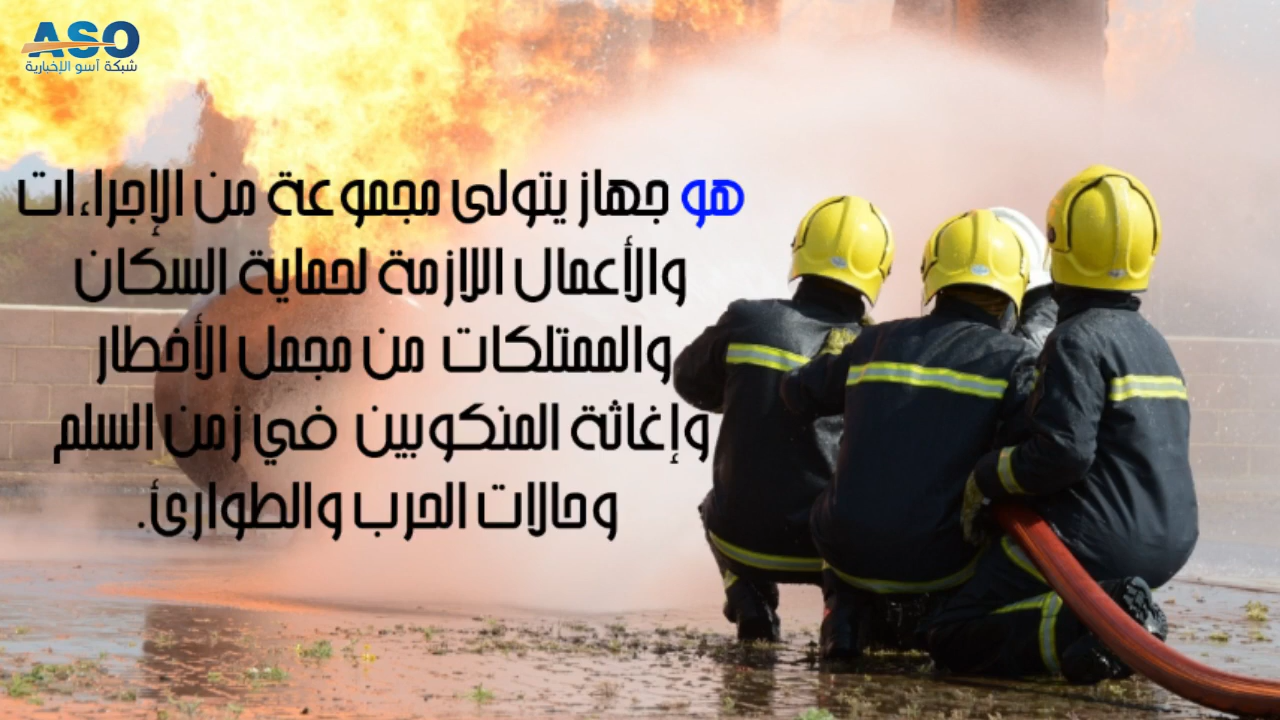 ASO
شبكة آسو الإخبارية
هو جهاز يتولى مجموعة من الإجراءات
والأعمال اللازمة لحماية السكان
والممتلكات من مجمل الأخطار
وإغاثة المنكوبين في زمن السلم
وحالات الحرب والطوارئ.